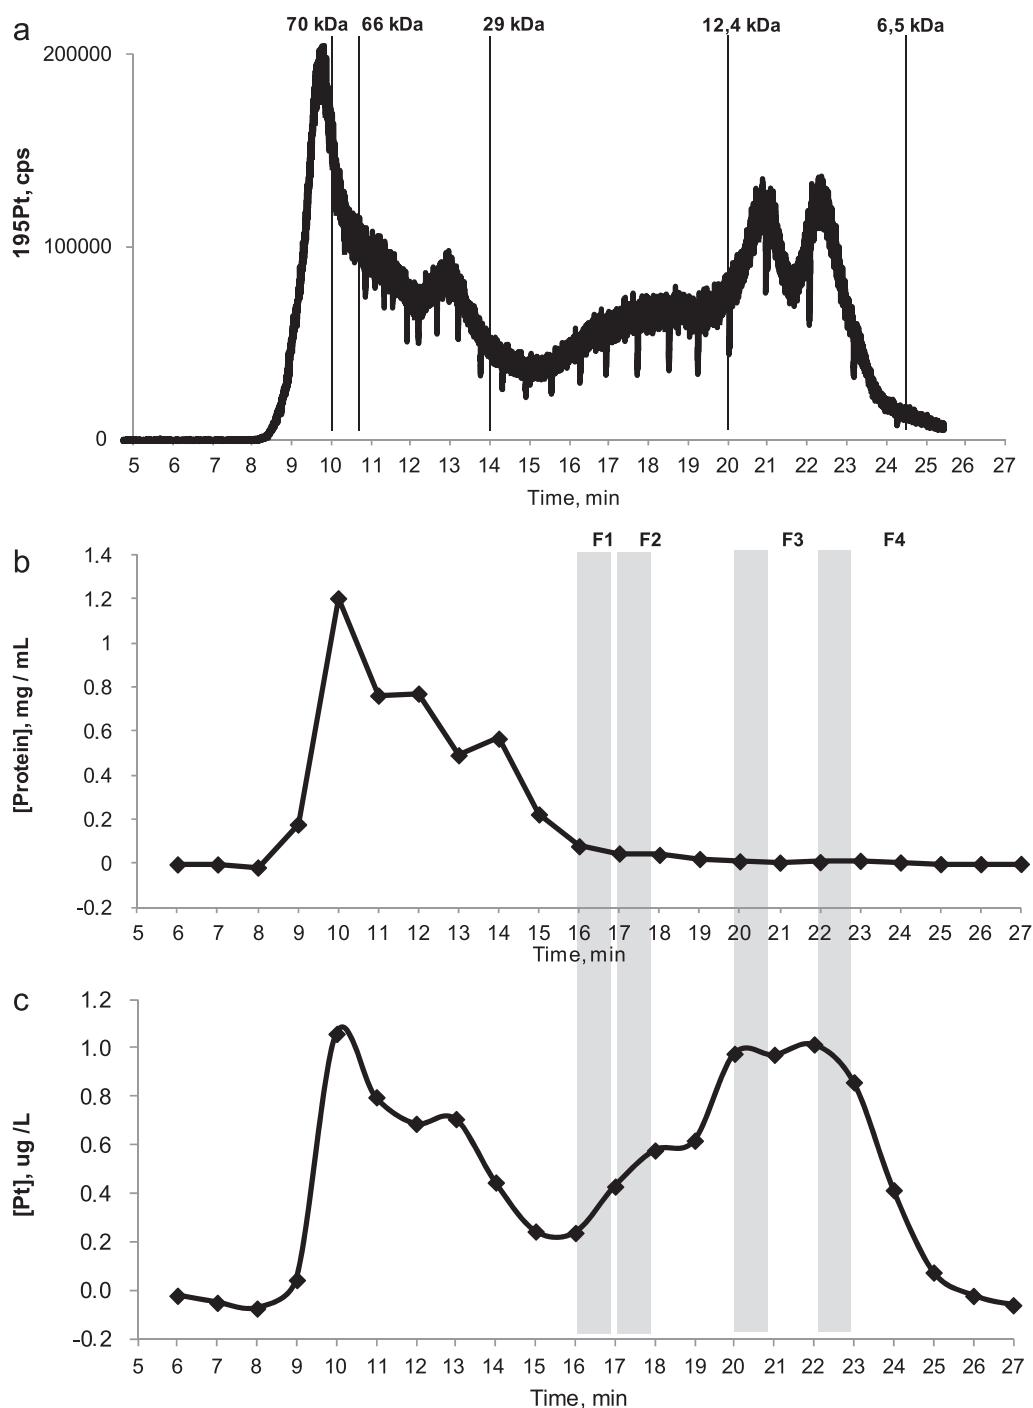 a
70 kDa 66 kDa 29 kDa 12,4 kDa 6,5 kDa
200000
100000
0
195Pt, cps
5 6 7 8 9 10 11 12 13 14 15 16 17 18 19 20 21 22 23 24 25 26 27
Time, min
F1 F2 F3 F4
b
1.4
1.2
1
0.8
0.6
0.4
0.2
0
-0.2
[Protein], mg / mL
5 6 7 8 9 10 11 12 13 14 15 16 17 18 19 20 21 22 23 24 25 26 27
Time, min
c
1.2
1.0
0.8
0.6
0.4
0.2
0.0
-0.2
[Pt], ug /L
5 6 7 8 9 10 11 12 13 14 15 16 17 18 19 20 21 22 23 24 25 26 27
Time, min